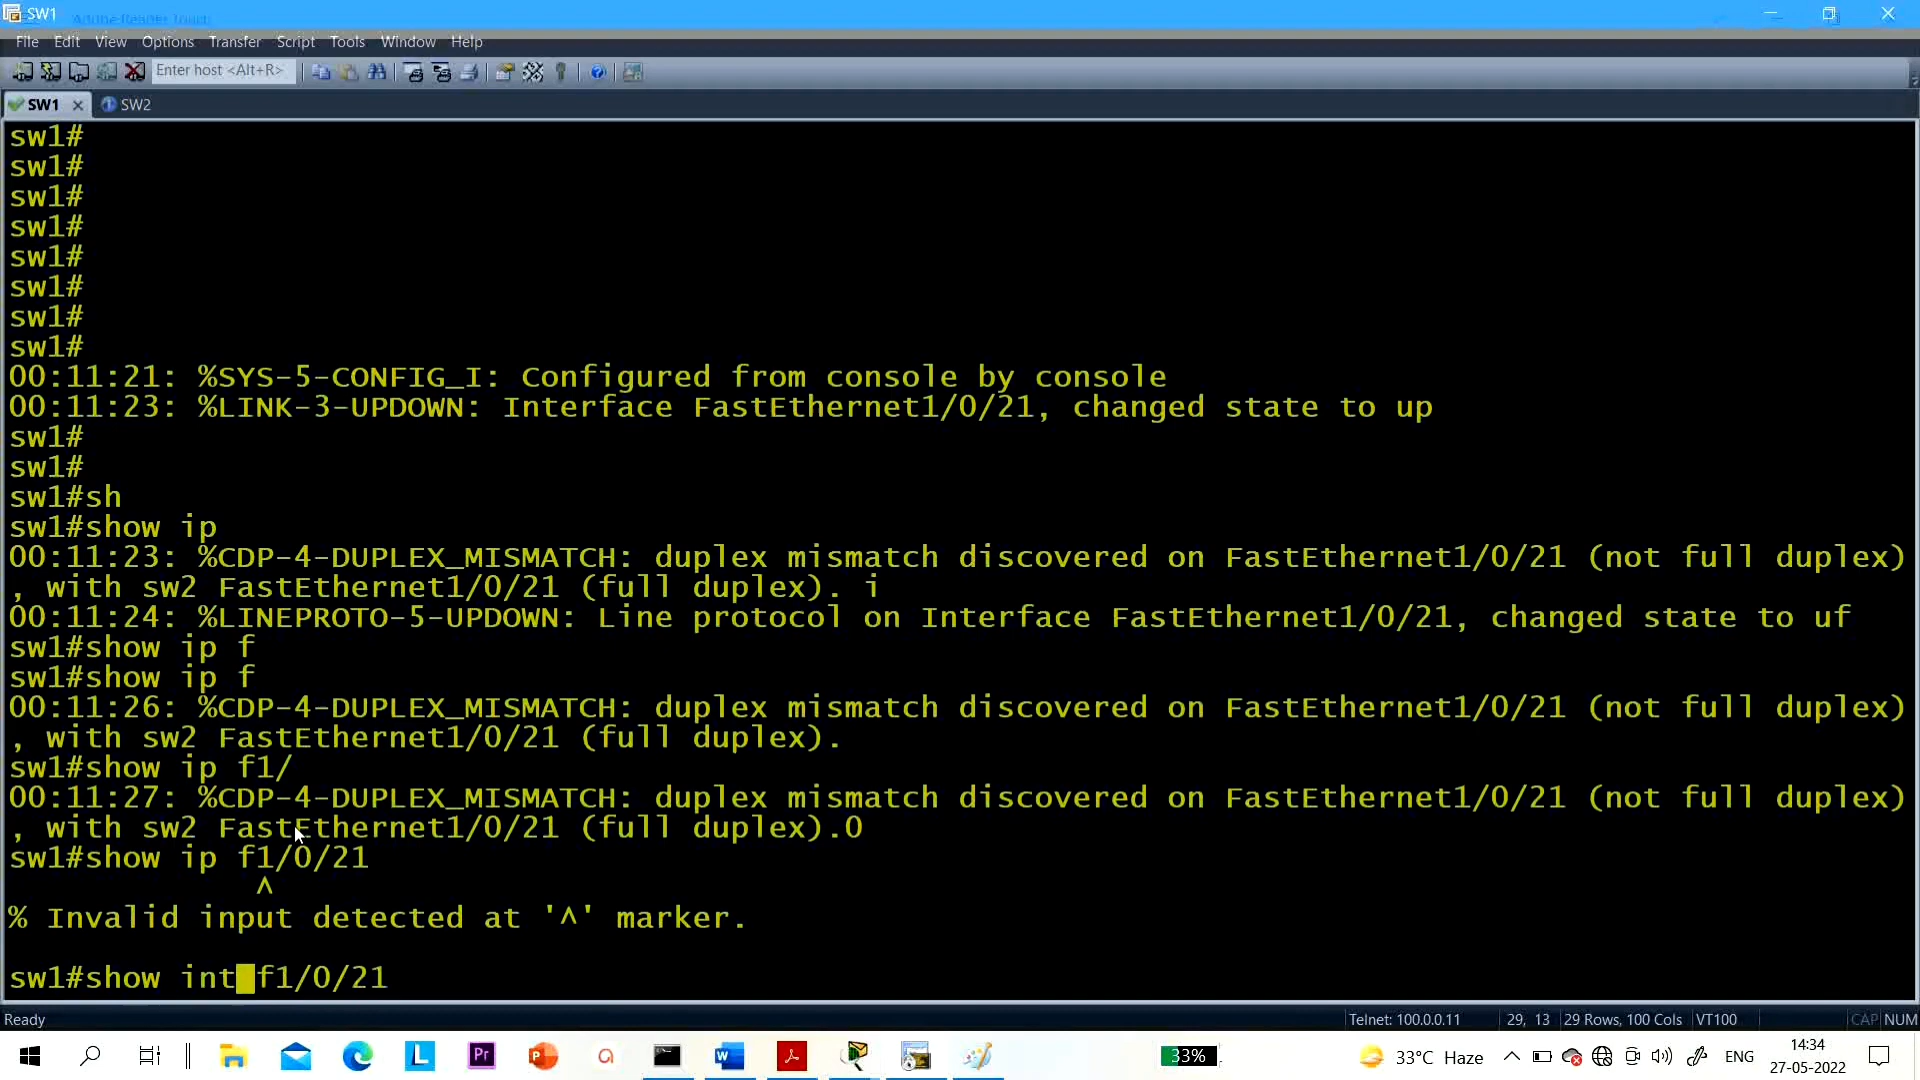 SW1
Adobe Reader Touch
File Edit View Options Transfer Script Tools Window Help
Enter host <Alt+R>
SW1 SW2
sw1#
sw1#
sw1#
sw1#
sw1#
sw1#
sw1#
sw1#
00:11:21: %SYS-5-CONFIG_I: Configured from console by console
00:11:23: %LINK-3-UPDOWN: Interface FastEthernet1/0/21, changed state to up
sw1#
sw1#
sw1#sh
sw1#show ip
00:11:23: %CDP-4-DUPLEX_MISMATCH: duplex mismatch discovered on FastEthernet1/0/21 (not full duplex)
, with sw2 FastEthernet1/0/21 (full duplex). i
00:11:24: %LINEPROTO-5-UPDOWN: Line protocol on Interface FastEthernet1/0/21, changed state to uf
sw1#show ip f
sw1#show ip f
00:11:26: %CDP-4-DUPLEX_MISMATCH: duplex mismatch discovered on FastEthernet1/0/21 (not full duplex)
, with sw2 FastEthernet1/0/21 (full duplex).
sw1#show ip f1/
00:11:27: %CDP-4-DUPLEX_MISMATCH: duplex mismatch discovered on FastEthernet1/0/21 (not full duplex)
, with sw2 FastEthernet1/0/21 (full duplex).0
sw1#show ip f1/0/21
^
% Invalid input detected at '^' marker.
sw1#show int f1/0/21
Ready Telnet: 100.0.0.11 29, 13 29 Rows, 100 Cols VT100 CAP NUM
33% 33°C Haze ENG 14:34
27-05-2022